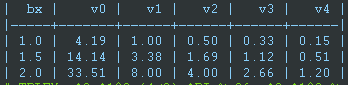 | bx | v0 | v1 | v2 | v3 | v4 |
|-----+-------+------+------+------+------|
| 1.0 | 4.19 | 1.00 | 0.50 | 0.33 | 0.15 |
| 1.5 | 14.14 | 3.38 | 1.69 | 1.12 | 0.51 |
| 2.0 | 33.51 | 8.00 | 4.00 | 2.66 | 1.20 |